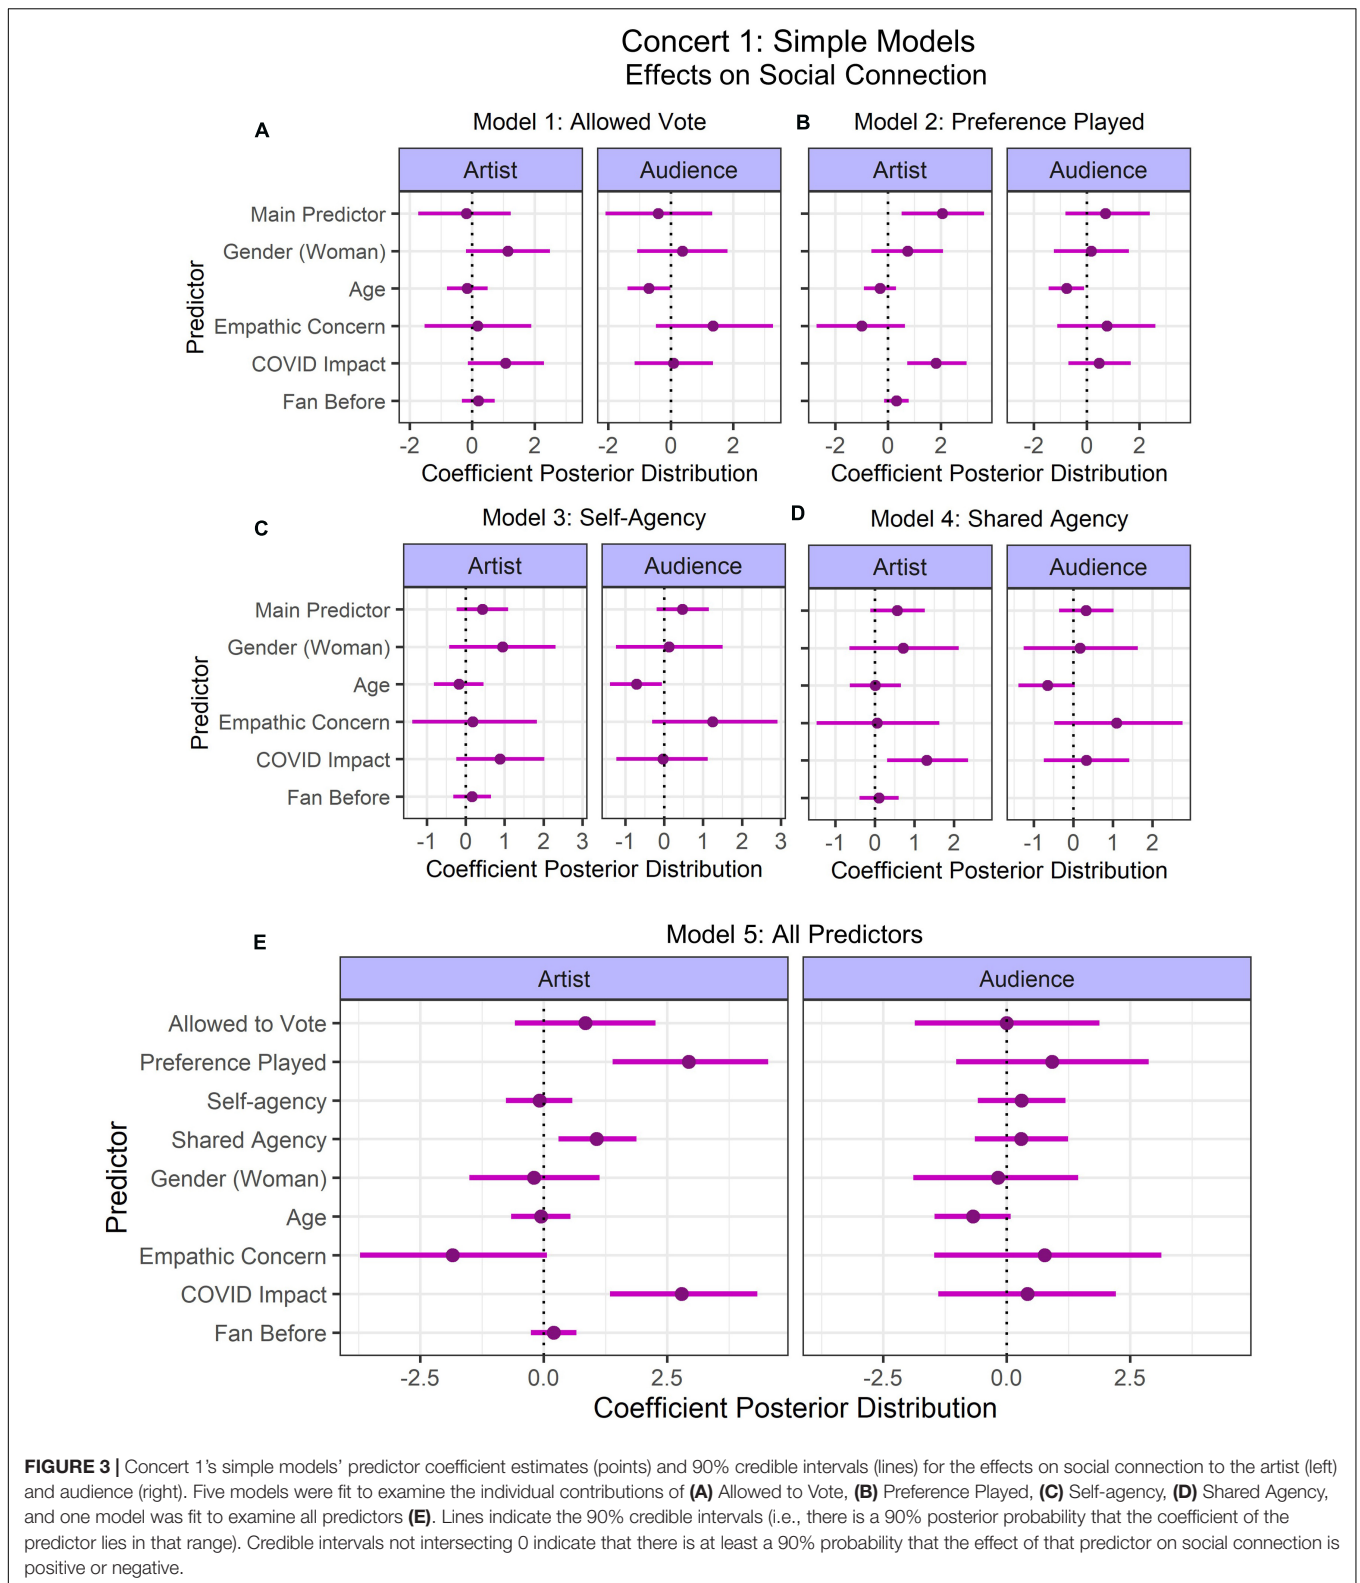 Concert 1: Simple Models
Effects on Social Connection
A
Model 1: Allowed Vote
Artist
Audience
Predictor
Main Predictor
Gender (Woman)
Age
Empathic Concern
COVID Impact
Fan Before
-2 0 2
-2 0 2
Coefficient Posterior Distribution
B
Model 2: Preference Played
Artist
Audience
-2 0 2
-2 0 2
Coefficient Posterior Distribution
C
Model 3: Self-Agency
Artist
Audience
Predictor
Main Predictor
Gender (Woman)
Age
Empathic Concern
COVID Impact
Fan Before
-1 0 1 2 3
-1 0 1 2 3
Coefficient Posterior Distribution
D
Model 4: Shared Agency
Artist
Audience
-1 0 1 2
-1 0 1 2
Coefficient Posterior Distribution
E
Model 5: All Predictors
Artist
Audience
Predictor
Allowed to Vote
Preference Played
Self-agency
Shared Agency
Gender (Woman)
Age
Empathic Concern
COVID Impact
Fan Before
-2.5 0.0 2.5
-2.5 0.0 2.5
Coefficient Posterior Distribution
FIGURE 3 | Concert 1's simple models' predictor coefficient estimates (points) and 90% credible intervals (lines) for the effects on social connection to the artist (left)
and audience (right). Five models were fit to examine the individual contributions of (A) Allowed to Vote, (B) Preference Played, (C) Self-agency, (D) Shared Agency,
and one model was fit to examine all predictors (E). Lines indicate the 90% credible intervals (i.e., there is a 90% posterior probability that the coefficient of the
predictor lies in that range). Credible intervals not intersecting 0 indicate that there is at least a 90% probability that the effect of that predictor on social connection is
positive or negative.